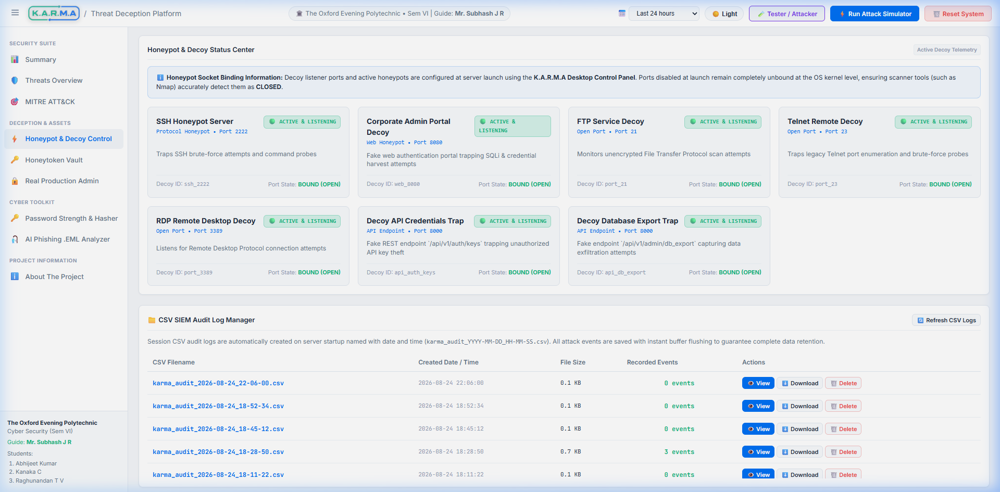 K.A.R.M.A / Threat Deception Platform
The Oxford Evening Polytechnic • Sem VI | Guide: Mr. Subhash J R
Last 24 hours
Light
Tester / Attacker
Run Attack Simulator
Reset System
SECURITY SUITE
Summary
Threats Overview
MITRE ATT&CK
DECEPTION & ASSETS
Honeypot & Decoy Control
Honeytoken Vault
Real Production Admin
CYBER TOOLKIT
Password Strength & Hasher
AI Phishing .EML Analyzer
PROJECT INFORMATION
About The Project
The Oxford Evening Polytechnic
Cyber Security (Sem VI)
Guide: Mr. Subhash J R
Students:
1. Abhijeet Kumar
2. Kanaka C
3. Raghunandan T V
Honeypot & Decoy Status Center
Active Decoy Telemetry
Honeypot Socket Binding Information: Decoy listener ports and active honeypots are configured at server launch using the K.A.R.M.A Desktop Control Panel. Ports disabled at launch remain completely unbound at the OS kernel level, ensuring scanner tools (such as
Nmap) accurately detect them as CLOSED.
SSH Honeypot Server
ACTIVE & LISTENING
Protocol Honeypot • Port 2222
Traps SSH brute-force attempts and command probes
Decoy ID: ssh_2222
Port State: BOUND (OPEN)
Corporate Admin Portal
Decoy
ACTIVE &
LISTENING
Web Honeypot • Port 8080
Fake web authentication portal trapping SQLi & credential
harvest attempts
Decoy ID: web_8080
Port State: BOUND (OPEN)
FTP Service Decoy
ACTIVE & LISTENING
Open Port • Port 21
Monitors unencrypted File Transfer Protocol scan attempts
Decoy ID: port_21
Port State: BOUND (OPEN)
Telnet Remote Decoy
ACTIVE & LISTENING
Open Port • Port 23
Traps legacy Telnet port enumeration and brute-force probes
Decoy ID: port_23
Port State: BOUND (OPEN)
RDP Remote Desktop Decoy
ACTIVE & LISTENING
Open Port • Port 3389
Listens for Remote Desktop Protocol connection attempts
Decoy ID: port_3389
Port State: BOUND (OPEN)
Decoy API Credentials Trap
ACTIVE & LISTENING
API Endpoint • Port 8000
Fake REST endpoint `/api/v1/auth/keys` trapping unauthorized
API key theft
Decoy ID: api_auth_keys
Port State: BOUND (OPEN)
Decoy Database Export Trap
ACTIVE & LISTENING
API Endpoint • Port 8000
Fake endpoint `/api/v1/admin/db_export` capturing data
exfiltration attempts
Decoy ID: api_db_export
Port State: BOUND (OPEN)
CSV SIEM Audit Log Manager
Refresh CSV Logs
Session CSV audit logs are automatically created on server startup named with date and time (karma_audit_YYYY-MM-DD_HH-MM-SS.csv). All attack events are saved with instant buffer flushing to guarantee complete data retention.
CSV Filename Created Date / Time File Size Recorded Events Actions
karma_audit_2026-08-24_22-06-00.csv 2026-08-24 22:06:00 0.1 KB 0 events View Download Delete
karma_audit_2026-08-24_18-52-34.csv 2026-08-24 18:52:34 0.1 KB 0 events View Download Delete
karma_audit_2026-08-24_18-45-12.csv 2026-08-24 18:45:12 0.1 KB 0 events View Download Delete
karma_audit_2026-08-24_18-28-50.csv 2026-08-24 18:28:50 0.7 KB 3 events View Download Delete
karma_audit_2026-08-24_18-11-22.csv 2026-08-24 18:11:22 0.1 KB 0 events View Download Delete